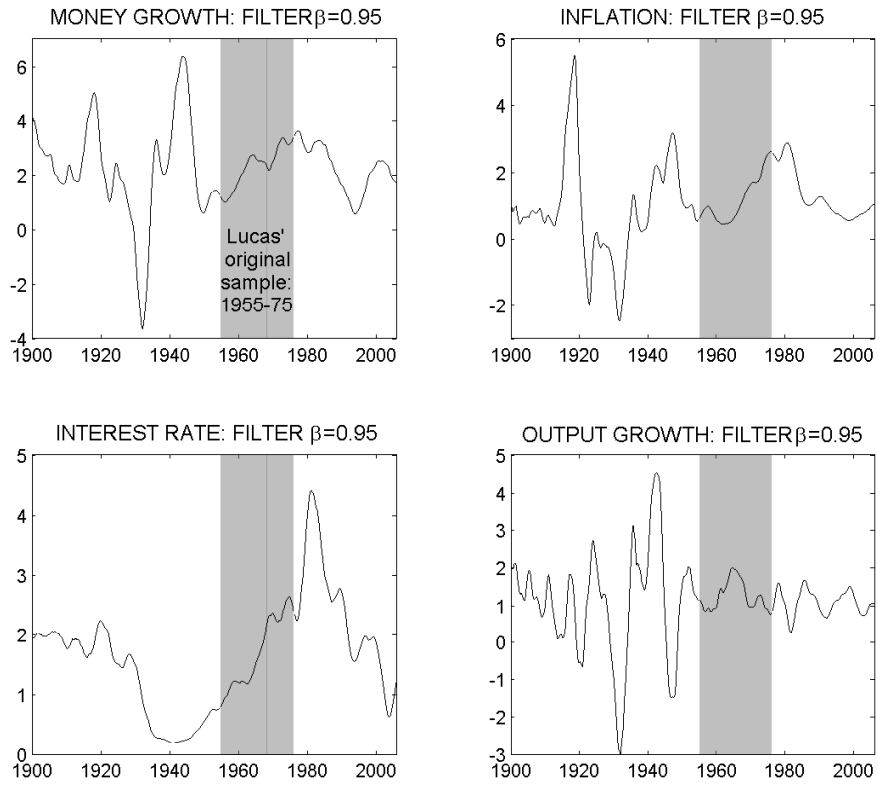 MONEY GROWTH: FILTERβ=0.95
6
4
2
0
-2
-4
1900 1920 1940 1960 1980 2000
Lucas'
original
sample:
1955-75
INFLATION: FILTER β=0.95
6
4
2
0
-2
1900 1920 1940 1960 1980 2000
INTEREST RATE: FILTER β=0.95
5
4
3
2
1
0
1900 1920 1940 1960 1980 2000
OUTPUT GROWTH: FILTERβ=0.95
5
4
3
2
1
0
-1
-2
-3
1900 1920 1940 1960 1980 2000